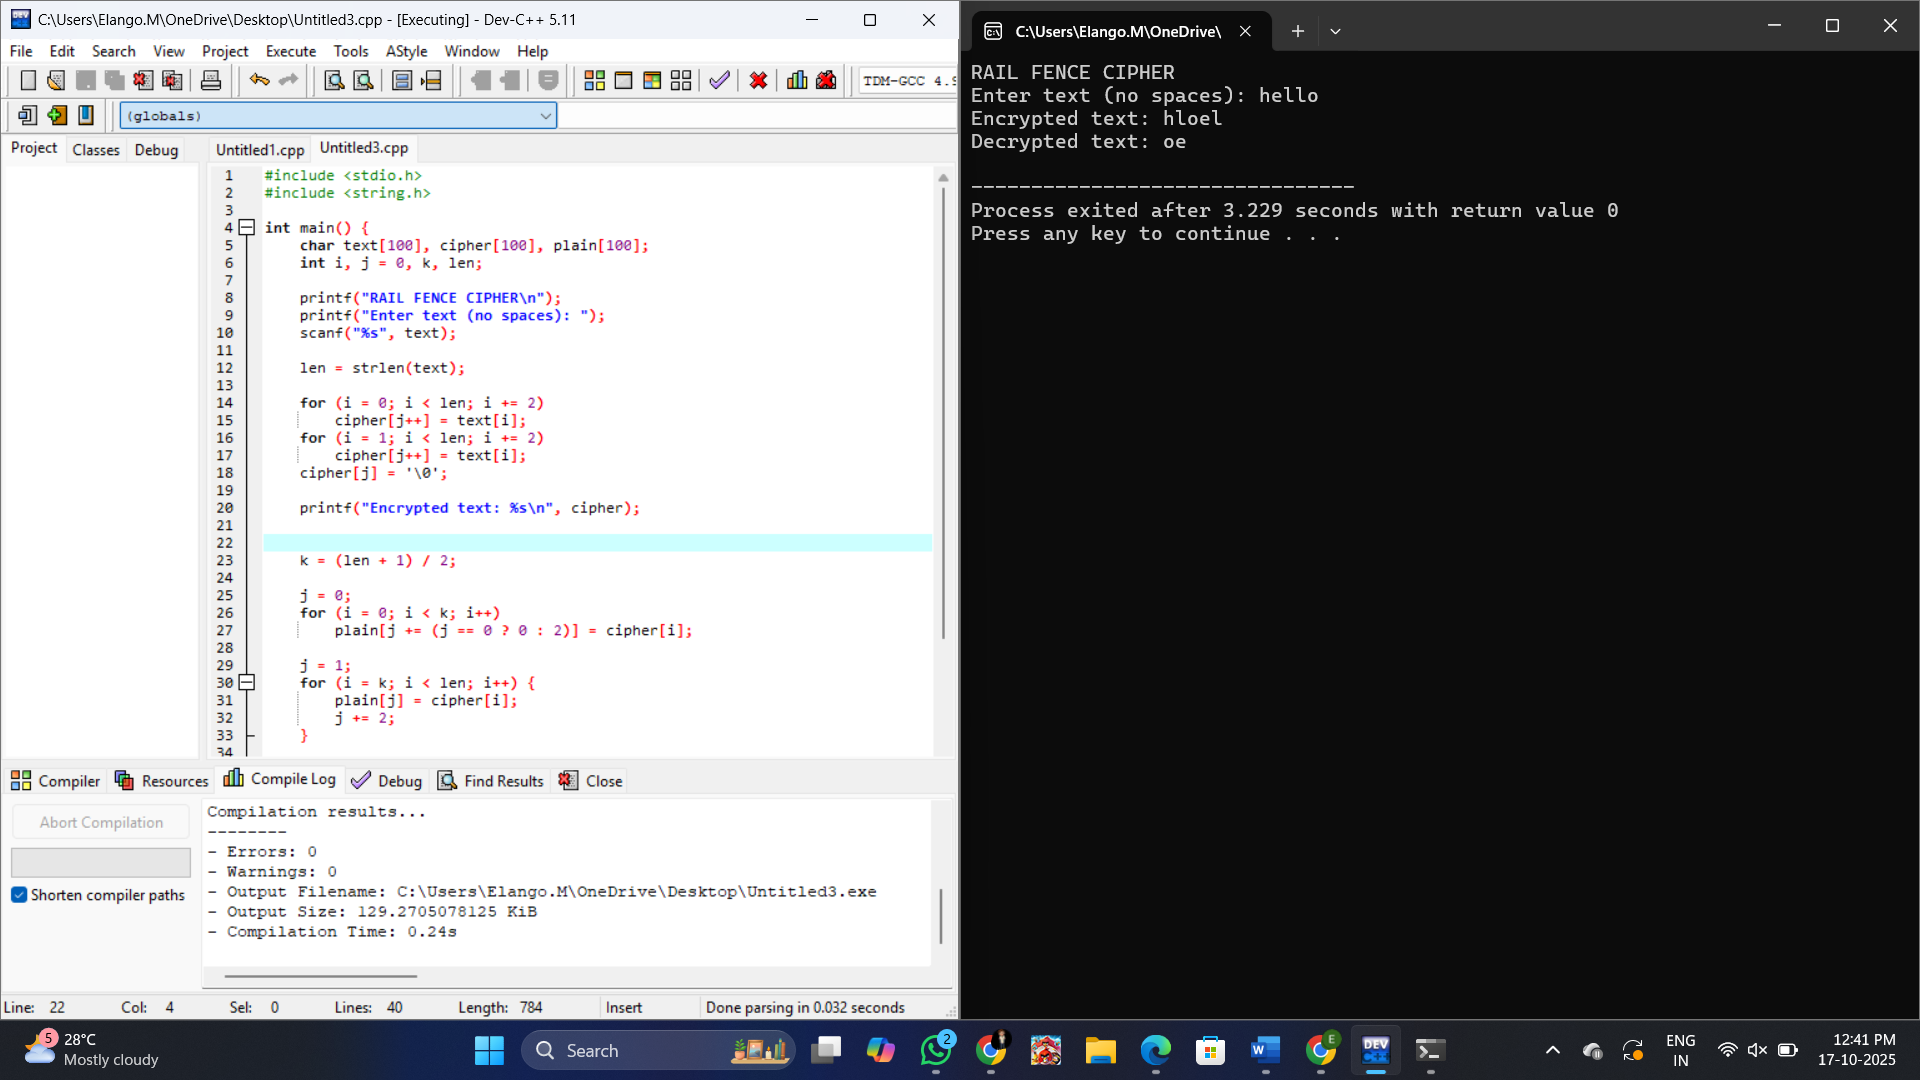 C:\Users\Elango.M\OneDrive\Desktop\Untitled3.cpp - [Executing] - Dev-C++ 5.11
File Edit Search View Project Execute Tools AStyle Window Help
TDM-GCC 4.9
(globals)
Project Classes Debug
Untitled1.cpp Untitled3.cpp
1 #include <stdio.h>
2 #include <string.h>
3
4 int main() {
5 char text[100], cipher[100], plain[100];
6 int i, j = 0, k, len;
7
8 printf("RAIL FENCE CIPHER\n");
9 printf("Enter text (no spaces): ");
10 scanf("%s", text);
11
12 len = strlen(text);
13
14 for (i = 0; i < len; i += 2)
15 cipher[j++] = text[i];
16 for (i = 1; i < len; i += 2)
17 cipher[j++] = text[i];
18 cipher[j] = '\0';
19
20 printf("Encrypted text: %s\n", cipher);
21
22
23 k = (len + 1) / 2;
24
25 j = 0;
26 for (i = 0; i < k; i++)
27 plain[j += (j == 0 ? 0 : 2)] = cipher[i];
28
29 j = 1;
30 for (i = k; i < len; i++) {
31 plain[j] = cipher[i];
32 j += 2;
33 }
34
Compiler Resources Compile Log Debug Find Results Close
Abort Compilation
Shorten compiler paths
Compilation results...
--------
- Errors: 0
- Warnings: 0
- Output Filename: C:\Users\Elango.M\OneDrive\Desktop\Untitled3.exe
- Output Size: 129.2705078125 KiB
- Compilation Time: 0.24s
Line: 22 Col: 4 Sel: 0 Lines: 40 Length: 784 Insert Done parsing in 0.032 seconds
C:\Users\Elango.M\OneDrive\
RAIL FENCE CIPHER
Enter text (no spaces): hello
Encrypted text: hloel
Decrypted text: oe
--------------------------------
Process exited after 3.229 seconds with return value 0
Press any key to continue . . .
5
28°C
Mostly cloudy
Search
2
E
DEV
C++
ENG
IN
12:41 PM
17-10-2025